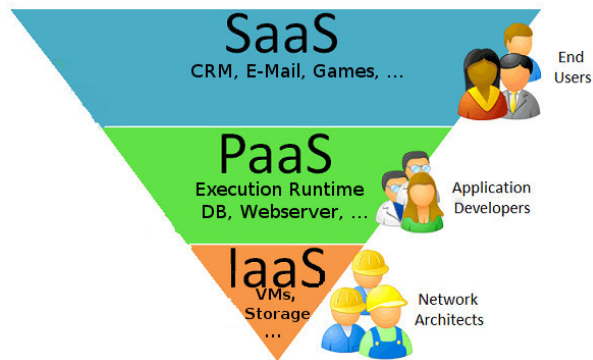 SaaS
CRM, E-Mail, Games, ...
End
Users
PaaS
Execution Runtime
DB, Webserver, ...
Application
Developers
IaaS
VMs,
Storage
...
Network
Architects